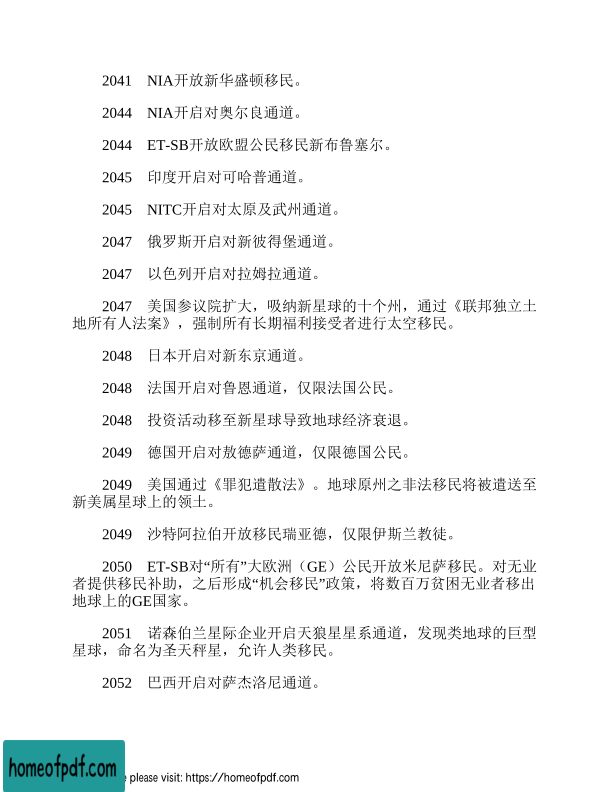 2041 NIA开放新华盛顿移民。
2044 NIA开启对奥尔良通道。
2044 ET-SB开放欧盟公民移民新布鲁塞尔。
2045 印度开启对可哈普通道。
2045 NITC开启对太原及武州通道。
2047 俄罗斯开启对新彼得堡通道。
2047 以色列开启对拉姆拉通道。
2047 美国参议院扩大，吸纳新星球的十个州，通过《联邦独立土
地所有人法案》，强制所有长期福利接受者进行太空移民。
2048 日本开启对新东京通道。
2048 法国开启对鲁恩通道，仅限法国公民。
2048 投资活动移至新星球导致地球经济衰退。
2049 德国开启对敖德萨通道，仅限德国公民。
2049 美国通过《罪犯遣散法》。地球原州之非法移民将被遣送至
新美属星球上的领土。
2049 沙特阿拉伯开放移民瑞亚德，仅限伊斯兰教徒。
2050 ET-SB对“所有”大欧洲（GE）公民开放米尼萨移民。对无业
者提供移民补助，之后形成“机会移民”政策，将数百万贫困无业者移出
地球上的GE国家。
2051 诺森伯兰星际企业开启天狼星星系通道，发现类地球的巨型
星球，命名为圣天秤星，允许人类移民。
2052 巴西开启对萨杰洛尼通道。
homeofpdf.com
e please visit: https://homeofpdf.com